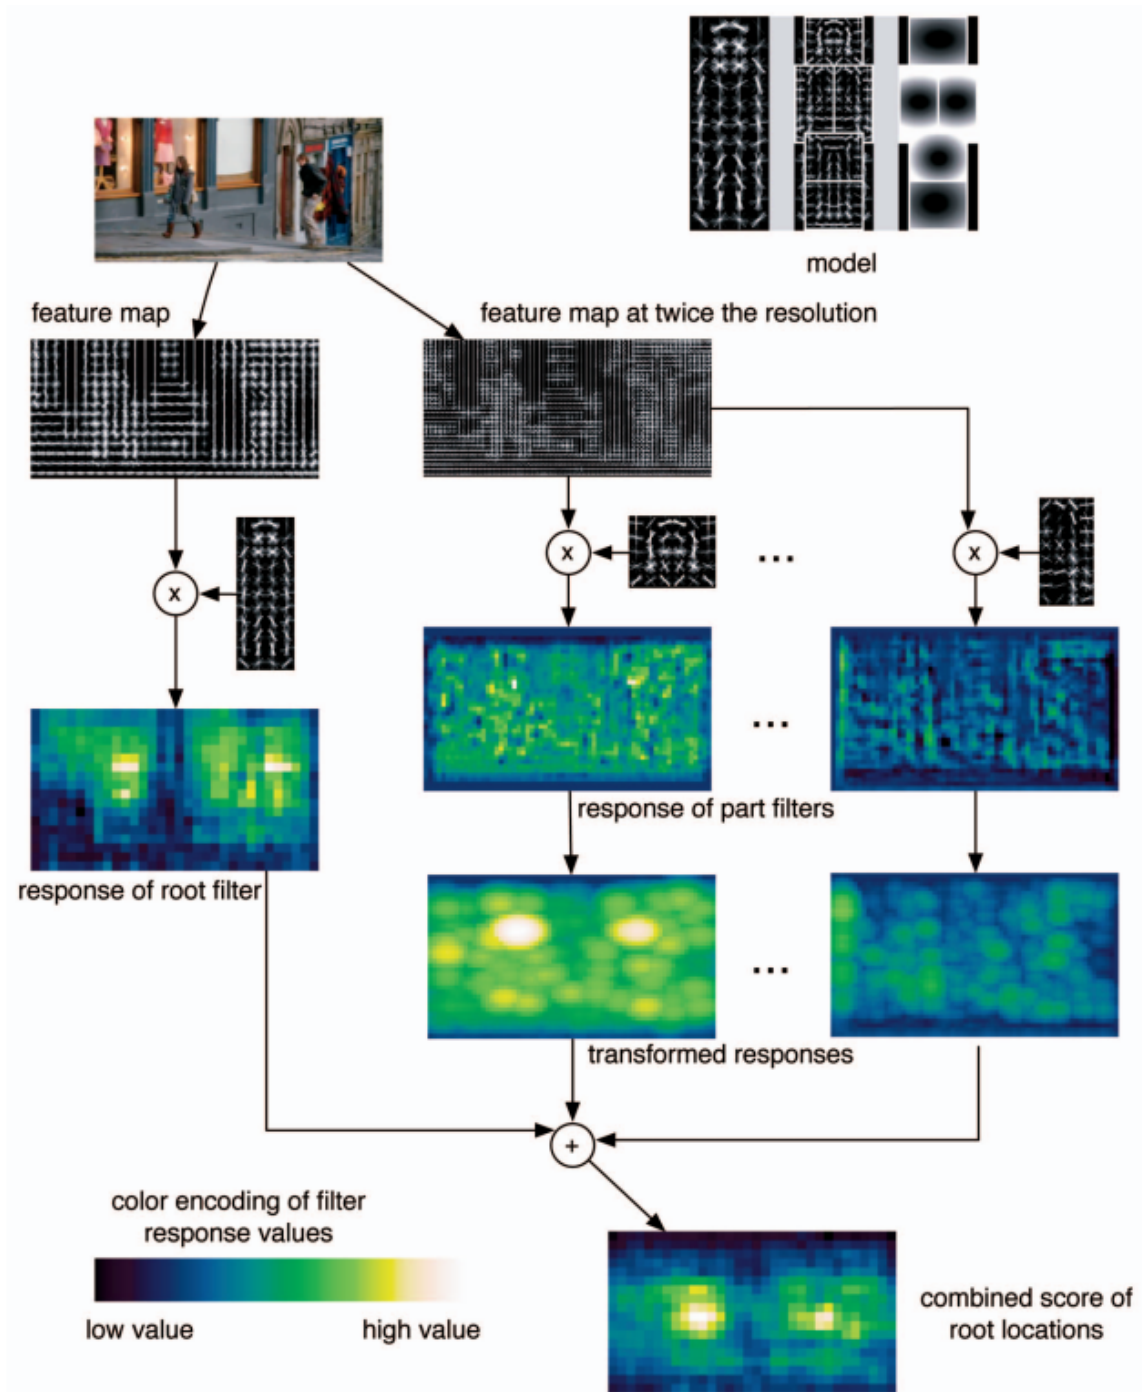 model
feature map
feature map at twice the resolution
x
x
...
x
...
response of part filters
response of root filter
...
transformed responses
+
color encoding of filter
response values
low value
high value
combined score of
root locations